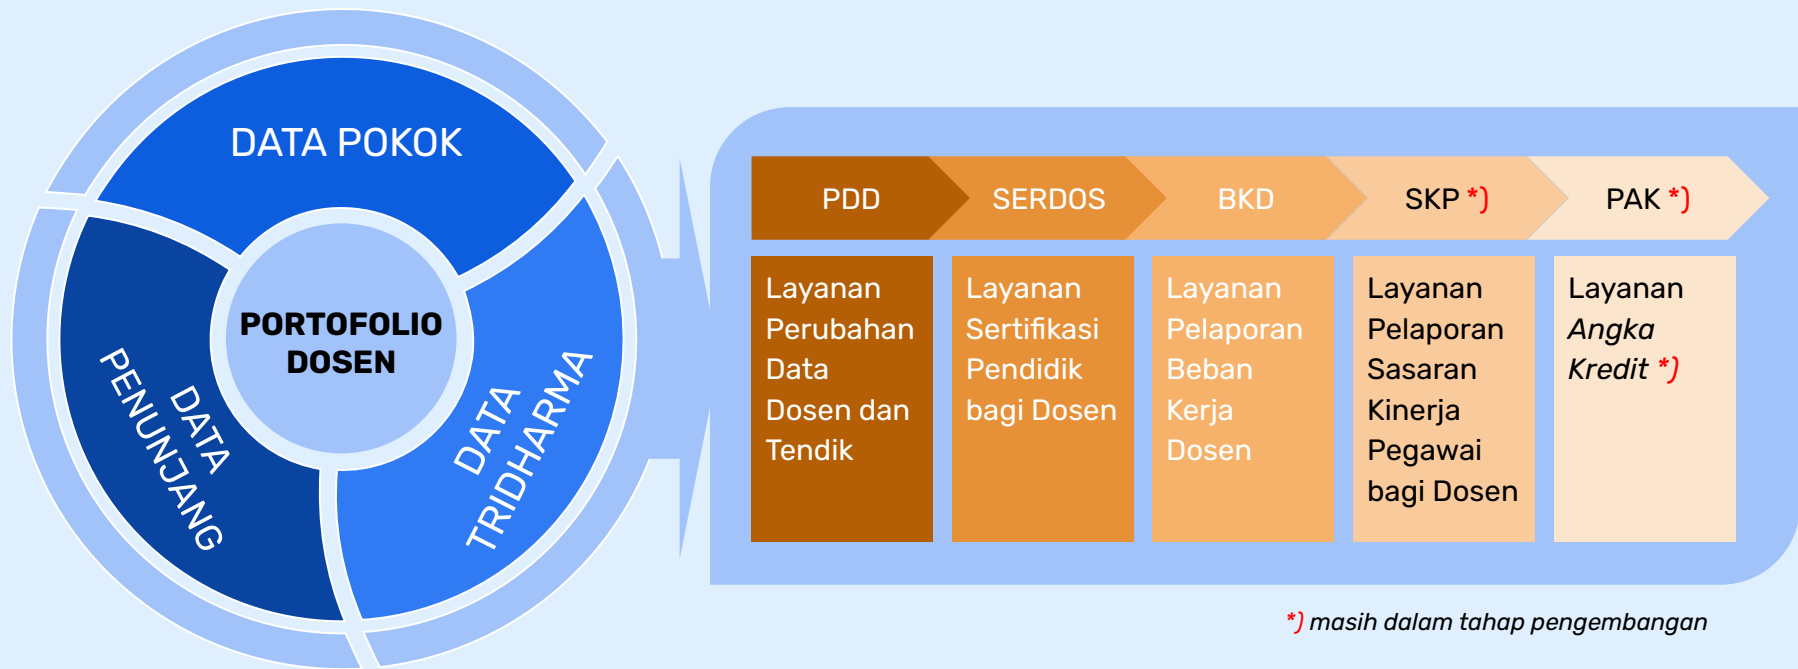 DATA POKOK
PORTOFOLIO
DOSEN
DATA
PENUNJANG
DATA
TRIDHARMA
PDD
SERDOS
BKD
SKP *)
PAK *)
Layanan
Perubahan
Data
Dosen dan
Tendik
Layanan
Sertifikasi
Pendidik
bagi Dosen
Layanan
Pelaporan
Beban
Kerja
Dosen
Layanan
Pelaporan
Sasaran
Kinerja
Pegawai
bagi Dosen
Layanan
Angka
Kredit *)
*) masih dalam tahap pengembangan